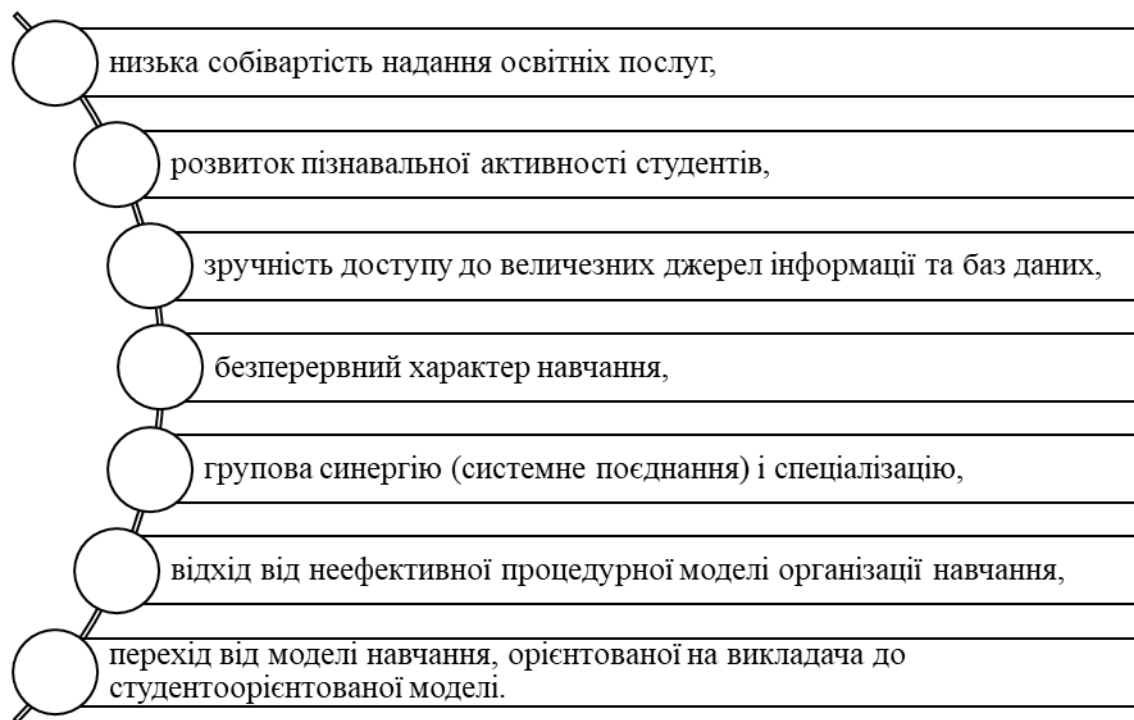 низька собівартість надання освітніх послуг,
розвиток пізнавальної активності студентів,
зручність доступу до величезних джерел інформації та баз даних,
безперервний характер навчання,
групова синергію (системне поєднання) і спеціалізацію,
відхід від неефективної процедурної моделі організації навчання,
перехід від моделі навчання, орієнтованої на викладача до
студентоорієнтованої моделі.